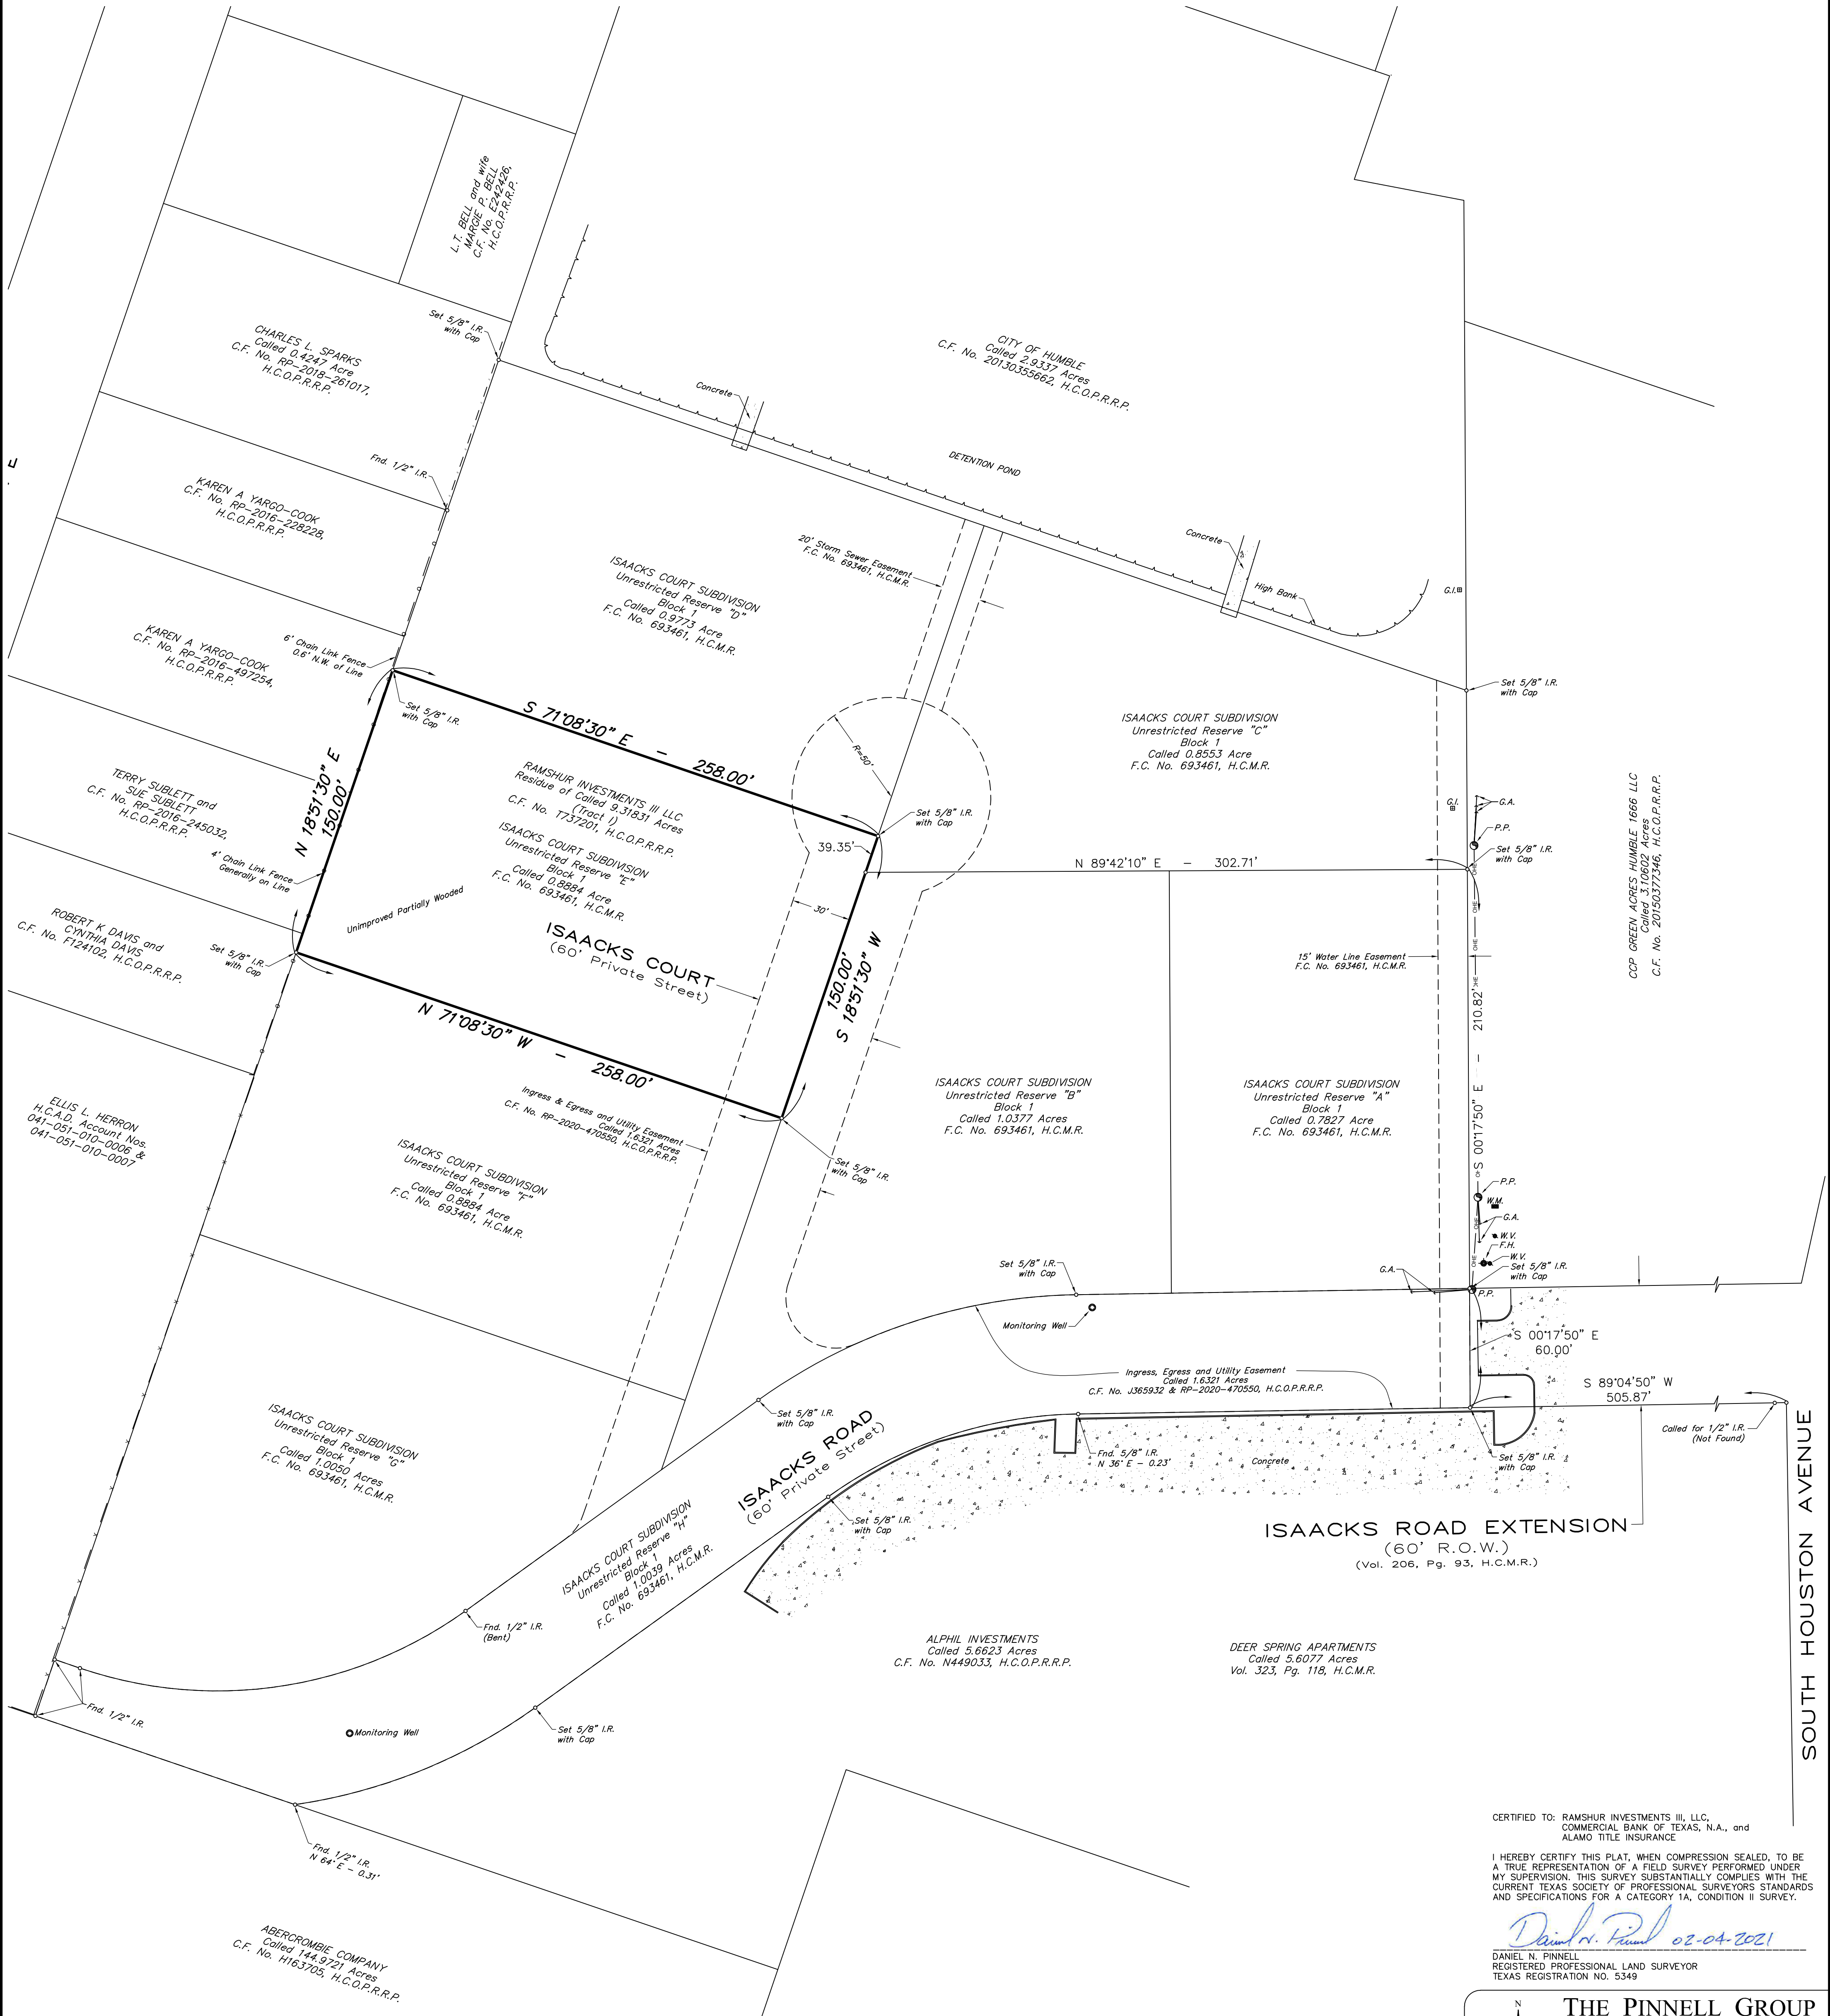 L.T. BELL and wife
MARGIE P. BELL
C.F. No. E242426,
H.C.O.P.R.R.P.
CHARLES L. SPARKS
Called 0.4247 Acre
C.F. No. RP-2018-261017,
H.C.O.P.R.R.P.
Set 5/8" I.R.
with Cap
CITY OF HUMBLE
Called 2.9337 Acres
C.F. No. 20130355662, H.C.O.P.R.R.P.
Concrete
Fnd. 1/2" I.R.
DETENTION POND
KAREN A YARGO-COOK
C.F. No. RP-2016-228228,
H.C.O.P.R.R.P.
20' Storm Sewer Easement
F.C. No. 693461, H.C.M.R.
Concrete
High Bank
G.I.
ISAACKS COURT SUBDIVISION
Unrestricted Reserve "D"
Block 1
Called 0.9773 Acre
F.C. No. 693461, H.C.M.R.
KAREN A YARGO-COOK
C.F. No. RP-2016-497254,
H.C.O.P.R.R.P.
6' Chain Link Fence
0.6' N.W. of Line
Set 5/8" I.R.
with Cap
Set 5/8" I.R.
with Cap
S 71°08'30" E - 258.00'
ISAACKS COURT SUBDIVISION
Unrestricted Reserve "C"
Block 1
Called 0.8553 Acre
F.C. No. 693461, H.C.M.R.
R=50'
N 18°51'30" E
150.00'
TERRY SUBLETT and
SUE SUBLETT
C.F. No. RP-2016-245032,
H.C.O.P.R.R.P.
RAMSHUR INVESTMENTS III LLC
Residue of Called 9.31831 Acres
(Tract I)
C.F. No. T737201, H.C.O.P.R.R.P.
ISAACKS COURT SUBDIVISION
Unrestricted Reserve "E"
Block 1
Called 0.8884 Acre
F.C. No. 693461, H.C.M.R.
Set 5/8" I.R.
with Cap
39.35'
G.I.
G.A.
P.P.
Set 5/8" I.R.
with Cap
N 89°42'10" E - 302.71'
CCP GREEN ACRES HUMBLE 1666 LLC
Called 3.10602 Acres
C.F. No. 20150377346, H.C.O.P.R.R.P.
4' Chain Link Fence
Generally on Line
Unimproved Partially Wooded
30'
ROBERT K DAVIS and
CYNTHIA DAVIS
C.F. No. F124102, H.C.O.P.R.R.P.
Set 5/8" I.R.
with Cap
ISAACKS COURT
(60' Private Street)
150.00'
S 18°51'30" W
15' Water Line Easement
F.C. No. 693461, H.C.M.R.
OHE
OHE
OHE
OHE
S 00°17'50" E - 210.82'
N 71°08'30" W - 258.00'
ELLIS L. HERRON
H.C.A.D. Account Nos.
041-051-010-0006 &
041-051-010-0007
Ingress & Egress and Utility Easement
Called 1.6321 Acres
C.F. No. RP-2020-470550, H.C.O.P.R.R.P.
ISAACKS COURT SUBDIVISION
Unrestricted Reserve "B"
Block 1
Called 1.0377 Acres
F.C. No. 693461, H.C.M.R.
ISAACKS COURT SUBDIVISION
Unrestricted Reserve "A"
Block 1
Called 0.7827 Acre
F.C. No. 693461, H.C.M.R.
ISAACKS COURT SUBDIVISION
Unrestricted Reserve "F"
Block 1
Called 0.8884 Acre
F.C. No. 693461, H.C.M.R.
Set 5/8" I.R.
with Cap
P.P.
W.M.
OHE
G.A.
W.V.
F.H.
W.V.
OHE
Set 5/8" I.R.
with Cap
Set 5/8" I.R.
with Cap
G.A.
P.P.
Monitoring Well
S 00°17'50" E
60.00'
Ingress, Egress and Utility Easement
Called 1.6321 Acres
C.F. No. J365932 & RP-2020-470550, H.C.O.P.R.R.P.
S 89°04'50" W
505.87'
Called for 1/2" I.R.
(Not Found)
ISAACKS COURT SUBDIVISION
Unrestricted Reserve "G"
Block 1
Called 1.0050 Acres
F.C. No. 693461, H.C.M.R.
Set 5/8" I.R.
with Cap
ISAACKS ROAD
(60' Private Street)
Fnd. 5/8" I.R.
N 36° E - 0.23'
Concrete
Set 5/8" I.R.
with Cap
Set 5/8" I.R.
with Cap
ISAACKS ROAD EXTENSION
(60' R.O.W.)
(Vol. 206, Pg. 93, H.C.M.R.)
SOUTH HOUSTON AVENUE
ISAACKS COURT SUBDIVISION
Unrestricted Reserve "H"
Block 1
Called 1.0039 Acres
F.C. No. 693461, H.C.M.R.
Fnd. 1/2" I.R.
(Bent)
ALPHIL INVESTMENTS
Called 5.6623 Acres
C.F. No. N449033, H.C.O.P.R.R.P.
DEER SPRING APARTMENTS
Called 5.6077 Acres
Vol. 323, Pg. 118, H.C.M.R.
Fnd. 1/2" I.R.
Monitoring Well
Set 5/8" I.R.
with Cap
Fnd. 1/2" I.R.
N 64° E - 0.31'
ABERCROMBIE COMPANY
Called 144.9721 Acres
C.F. No. H163705, H.C.O.P.R.R.P.
CERTIFIED TO: RAMSHUR INVESTMENTS III, LLC,
COMMERCIAL BANK OF TEXAS, N.A., and
ALAMO TITLE INSURANCE
I HEREBY CERTIFY THIS PLAT, WHEN COMPRESSION SEALED, TO BE
A TRUE REPRESENTATION OF A FIELD SURVEY PERFORMED UNDER
MY SUPERVISION. THIS SURVEY SUBSTANTIALLY COMPLIES WITH THE
CURRENT TEXAS SOCIETY OF PROFESSIONAL SURVEYORS STANDARDS
AND SPECIFICATIONS FOR A CATEGORY 1A, CONDITION II SURVEY.
Daniel N. Pinnell 02-04-2021
DANIEL N. PINNELL
REGISTERED PROFESSIONAL LAND SURVEYOR
TEXAS REGISTRATION NO. 5349
N
THE PINNELL GROUP